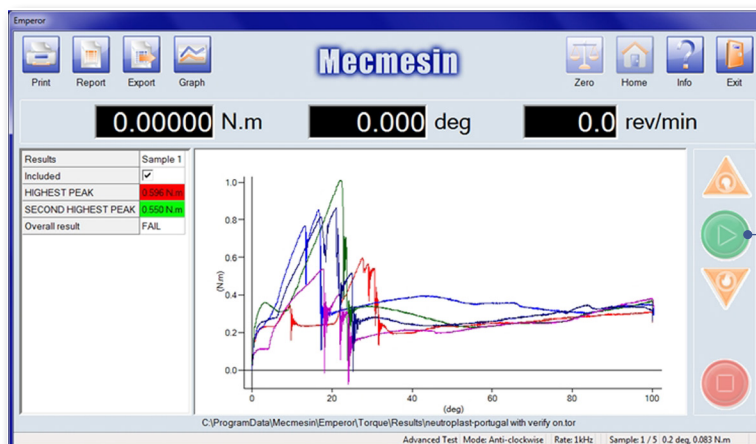 Emperor
Mecmesin
Print Report Export Graph
Zero Home Info Exit
0.00000 N.m 0.000 deg 0.0 rev/min
Results Sample 1
Included
HIGHEST PEAK 0.596 N.m
SECOND HIGHEST PEAK 0.550 N.m
Overall result FAIL
1.0
0.8
0.6
0.4
0.2
0.0
(N.m)
0 20 40 60 80 100
(deg)
C:\ProgramData\Mecmesin\Emperor\Torque\Results\neutroplast-portugal with verify on.tor
Advanced Test Mode: Anti-clockwise Rate: 1kHz Sample: 1 / 5 0.2 deg, 0.083 N.m